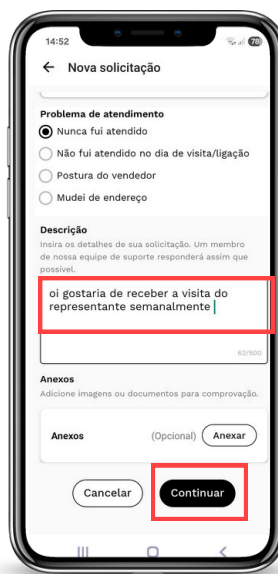 14:52
78
← Nova solicitação
Problema de atendimento
Nunca fui atendido
Não fui atendido no dia de visita/ligação
Postura do vendedor
Mudei de endereço
Descrição
Insira os detalhes de sua solicitação. Um membro
de nossa equipe de suporte responderá assim que
possível.
oi gostaria de receber a visita do
representante semanalmente
62/500
Anexos
Adicione imagens ou documentos para comprovação.
Anexos (Opcional) Anexar
Cancelar Continuar